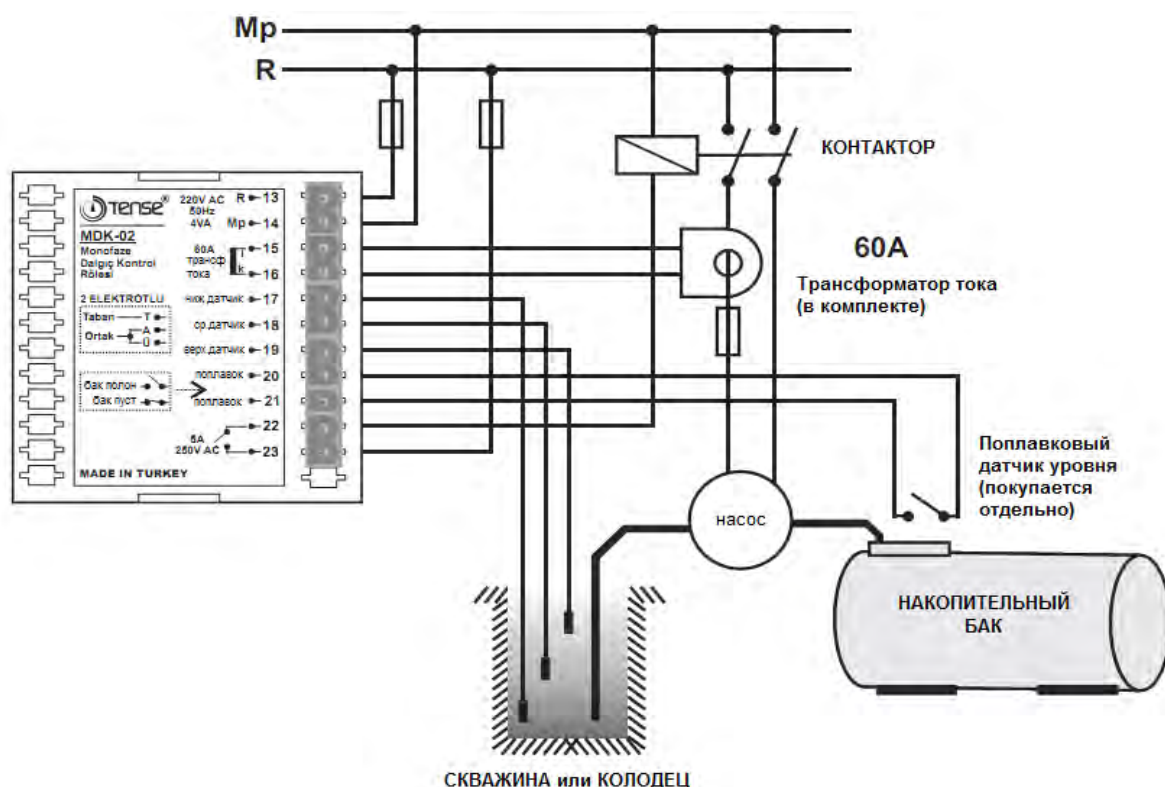 Mp
R
КОНТАКТОР
60A
Трансформатор тока
(в комплекте)
TENSE®
MDK-02
Monofaze
Dalgıç Kontrol
Rölesi
220V AC
50Hz
4VA
R 13
Mp 14
60A
трансф
тока
l
k
15
16
2 ELEKTROTLU
Taban T
Ortak A
Ü
ниж.датчик 17
ср.датчик 18
верх.датчик 19
поплавок 20
поплавок 21
бак полон
бак пуст
5A
250V AC
22
23
MADE IN TURKEY
Поплавковый
датчик уровня
(покупается
отдельно)
насос
НАКОПИТЕЛЬНЫЙ
БАК
СКВАЖИНА или КОЛОДЕЦ